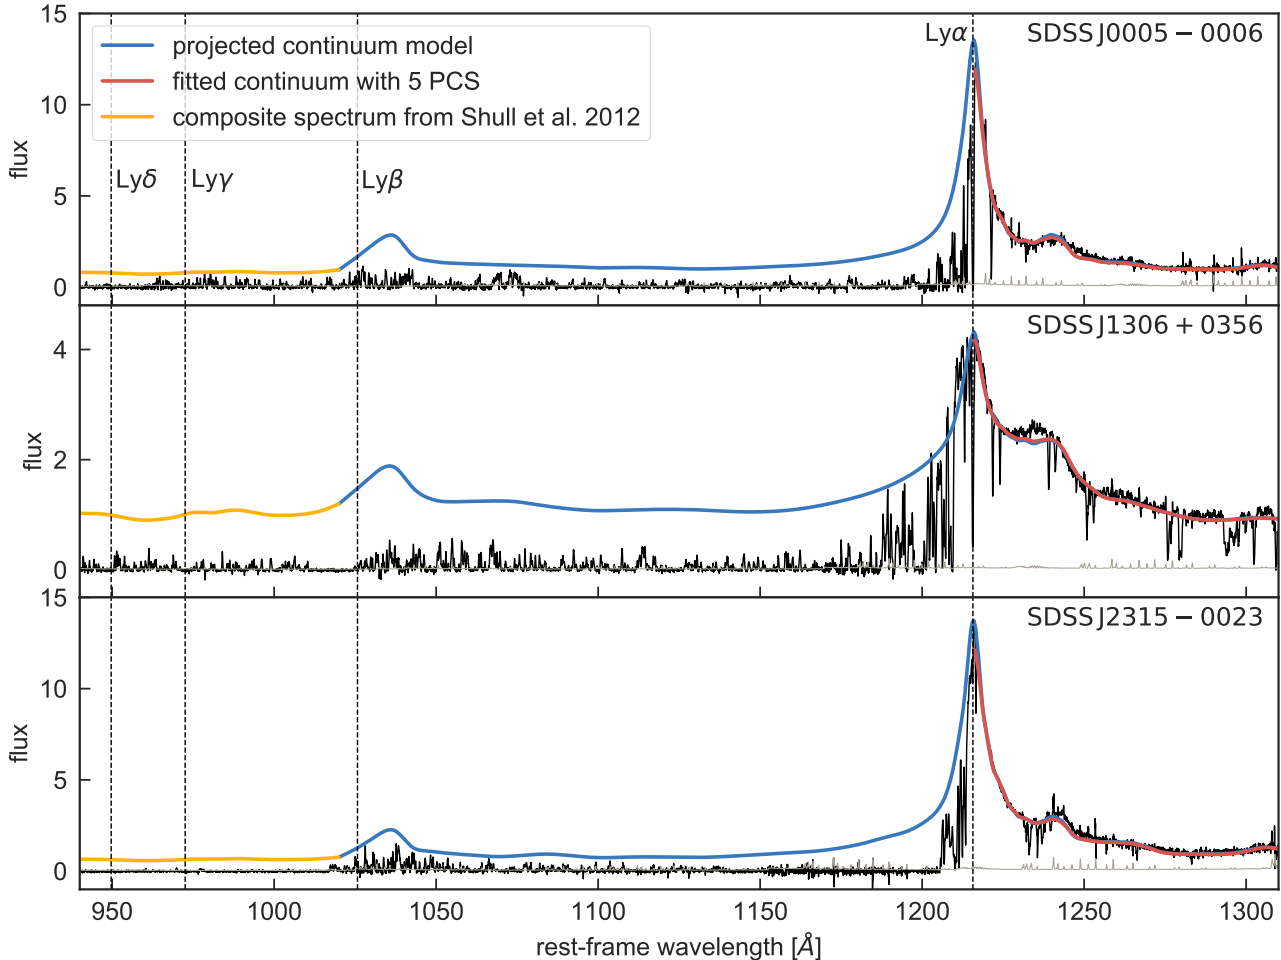 15
10
5
0
flux
projected continuum model
fitted continuum with 5 PCS
composite spectrum from Shull et al. 2012
Lyδ
Lyγ
Lyβ
Lyα
SDSS J0005 − 0006
4
2
0
flux
SDSS J1306 + 0356
15
10
5
0
flux
SDSS J2315 − 0023
950 1000 1050 1100 1150 1200 1250 1300
rest-frame wavelength [Å]